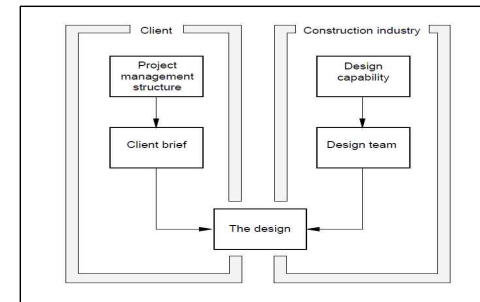 Client
Construction industry
Project
management
structure
Design
capability
Client brief
Design team
The design